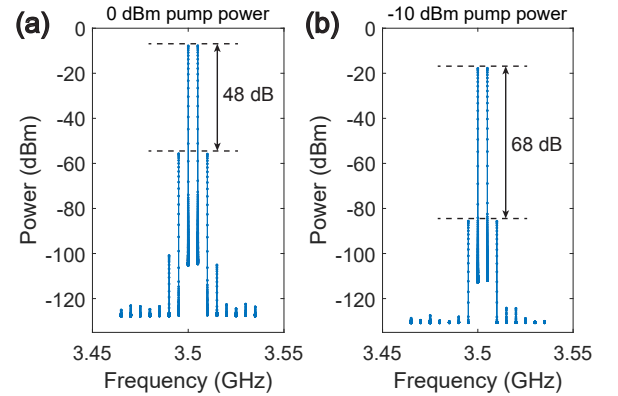 (a)
0 dBm pump power
0
-20
-40
-60
-80
-100
-120
Power (dBm)
48 dB
3.45
3.5
3.55
Frequency (GHz)
(b)
-10 dBm pump power
0
-20
-40
-60
-80
-100
-120
Power (dBm)
68 dB
3.45
3.5
3.55
Frequency (GHz)